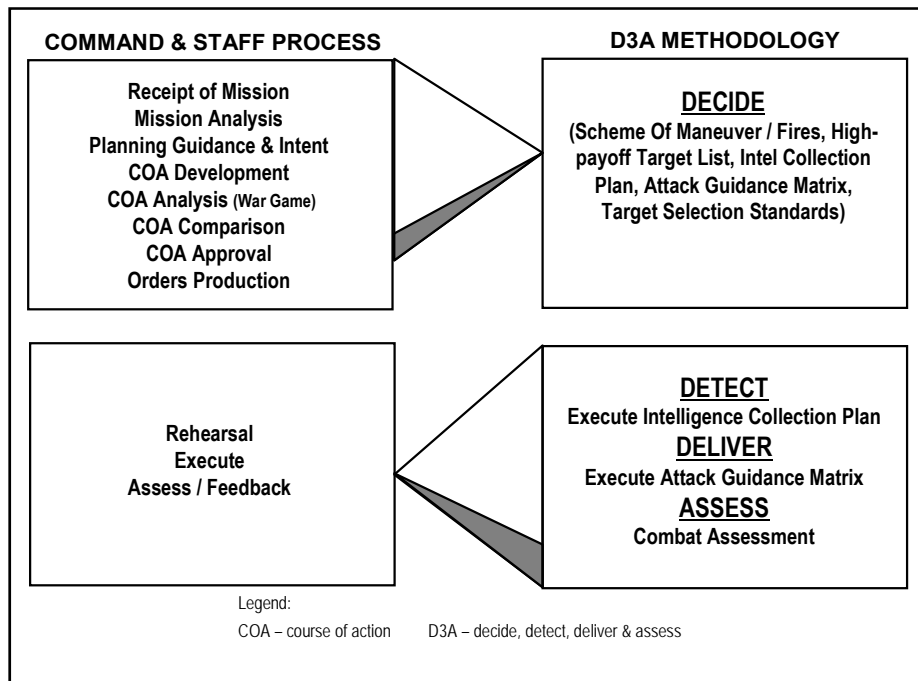 COMMAND & STAFF PROCESS
Receipt of Mission
Mission Analysis
Planning Guidance & Intent
COA Development
COA Analysis (War Game)
COA Comparison
COA Approval
Orders Production
D3A METHODOLOGY
DECIDE
(Scheme Of Maneuver / Fires, High-
payoff Target List, Intel Collection
Plan, Attack Guidance Matrix,
Target Selection Standards)
Rehearsal
Execute
Assess / Feedback
DETECT
Execute Intelligence Collection Plan
DELIVER
Execute Attack Guidance Matrix
ASSESS
Combat Assessment
Legend:
COA – course of action D3A – decide, detect, deliver & assess